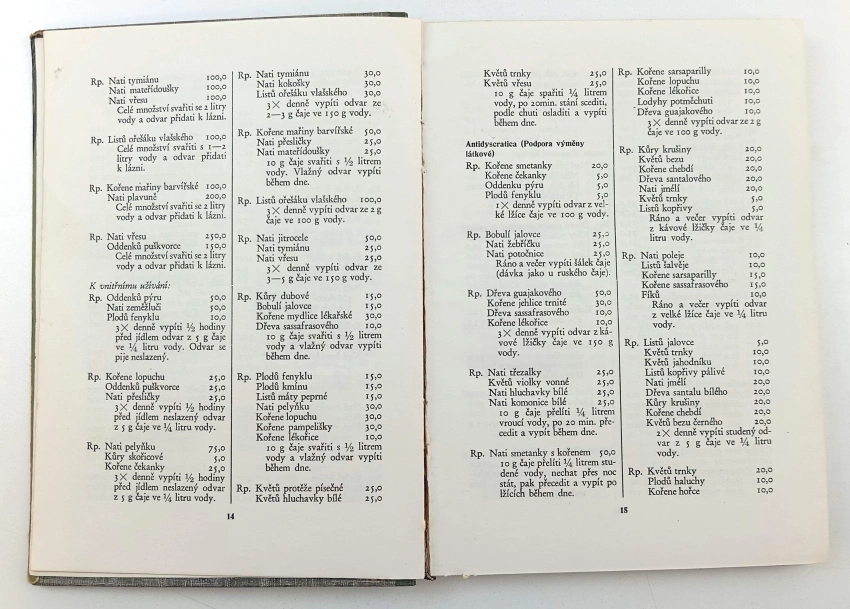 Rp. Nati tymiánu 100,0
Nati mateřídoušky 100,0
Nati vřesu 100,0
Celé množství svařiti se 2 litry
vody a odvar přidati k lázni.
Rp. Listů ořešáku vlašského 100,0
Celé množství svařiti s 1—2
litry vody a odvar přidati
k lázni.
Rp. Kořene mařiny barvířské 100,0
Nati plavuně 200,0
Celé množství svařiti se 2 litry
vody a odvar přidati k lázni.
Rp. Nati vřesu 250,0
Oddenků puškvorce 150,0
Celé množství svařiti se 2 litry
vody a odvar přidati k lázni.
K vnitřnímu užívání:
Rp. Oddenků pýru 50,0
Nati zeměžluči 50,0
Plodů fenyklu 10,0
3× denně vypíti ½ hodiny
před jídlem odvar z 5 g čaje
ve ¼ litru vody. Odvar se
pije neslazený.
Rp. Kořene lopuchu 25,0
Oddenků puškvorce 25,0
Nati přesličky 25,0
3× denně vypíti ½ hodiny
před jídlem neslazený odvar
z 5 g čaje ve ¼ litru vody.
Rp. Nati pelyňku 75,0
Kůry skořicové 5,0
Kořene čekanky 25,0
3× denně vypíti ½ hodiny
před jídlem neslazený odvar
z 5 g čaje ve ¼ litru vody.
Rp. Nati tymiánu 30,0
Nati kokošky 30,0
Listů ořešáku vlašského 30,0
3× denně vypíti odvar ze
2—3 g čaje ve 150 g vody.
Rp. Kořene mařiny barvířské 50,0
Nati přesličky 25,0
Nati mateřídoušky 25,0
10 g čaje svařiti s ½ litrem
vody. Vlažný odvar vypíti
během dne.
Rp. Listů ořešáku vlašského 100,0
3× denně vypíti odvar ze 2 g
čaje ve 100 g vody.
Rp. Nati jitrocele 50,0
Nati tymiánu 25,0
Nati vřesu 25,0
3× denně vypíti odvar ze
3—5 g čaje ve 150 g vody.
Rp. Kůry dubové 15,0
Bobulí jalovce 15,0
Kořene mydlice lékařské 30,0
Dřeva sassafrasového 10,0
10 g čaje svařiti s ½ litrem
vody a vlažný odvar vypíti
během dne.
Rp. Plodů fenyklu 15,0
Plodů kmínu 15,0
Listů máty peprné 15,0
Nati pelyňku 30,0
Kořene lopuchu 30,0
Kořene pampelišky 30,0
Kořene lékořice 10,0
10 g čaje svařiti s ½ litrem
vody a vlažný odvar vypíti
během dne.
Rp. Květů protěže písečné 25,0
Květů hluchavky bílé 25,0
14
Květů trnky 25,0
Květů vřesu 25,0
10 g čaje spařiti ¼ litrem
vody, po 20min. stání scediti,
podle chuti osladiti a vypíti
během dne.
Antidyscratica (Podpora výměny
látkové)
Rp. Kořene smetanky 20,0
Kořene čekanky 5,0
Oddenku pýru 5,0
Plodů fenyklu 5,0
1× denně vypíti odvar z vel-
ké lžíce čaje ve 100 g vody.
Rp. Bobulí jalovce 25,0
Nati žebříčku 25,0
Nati potočnice 25,0
Ráno a večer vypíti šálek čaje
(dávka jako u ruského čaje).
Rp. Dřeva guajakového 50,0
Kořene jehlice trnité 30,0
Dřeva sassafrasového 10,0
Kořene lékořice 10,0
3× denně vypíti odvar z ká-
vové lžičky čaje ve 150 g
vody.
Rp. Nati třezalky 25,0
Květů violky vonné 25,0
Nati hluchavky bílé 25,0
Nati komonice bílé 25,0
10 g čaje přelíti ¼ litrem
vroucí vody, po 20 min. pře-
cedit a vypít během dne.
Rp. Nati smetanky s kořenem 50,0
10 g čaje přelíti ¼ litrem stu-
dené vody, nechat přes noc
stát, pak přecedit a vypít po
lžících během dne.
Rp. Kořene sarsaparilly 10,0
Kořene lopuchu 10,0
Kořene lékořice 10,0
Lodyhy potměchuti 10,0
Dřeva guajakového 10,0
3× denně vypíti odvar ze 2 g
čaje ve 100 g vody.
Rp. Kůry krušiny 20,0
Květů bezu 20,0
Kořene chebdí 20,0
Dřeva santalového 20,0
Nati jmélí 20,0
Květů trnky 5,0
Listů kopřivy 5,0
Ráno a večer vypíti odvar
z kávové lžičky čaje ve ¼
litru vody.
Rp. Nati poleje 10,0
Listů šalvěje 10,0
Kořene sarsaparilly 15,0
Kořene sassafrasového 15,0
Fíků 10,0
Ráno a večer vypíti odvar
z velké lžíce čaje ve ¼ litru
vody.
Rp. Listů jalovce 5,0
Květů trnky 10,0
Květů jahodníku 10,0
Listů kopřivy pálivé 10,0
Nati jmélí 20,0
Dřeva santalu bílého 20,0
Kůry krušiny 20,0
Kořene chebdí 20,0
Květů bezu černého 20,0
2× denně vypíti studený od-
var z 5 g čaje ve ¼ litru
vody.
Rp. Květů trnky 20,0
Plodů haluchy 10,0
Kořene hořce 10,0
15